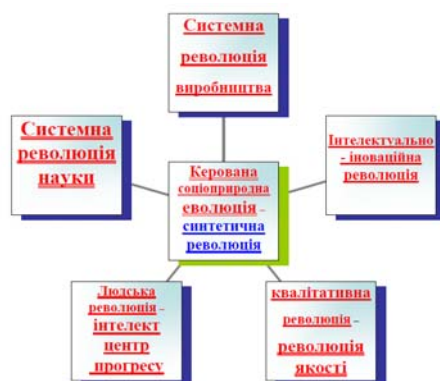 Системна
революція
виробництва
Системна
революція
науки
Інтелектуально
- іноваційна
революція
Керована
соціоприродна
еволюція –
синтетична
революція
Людська
революція –
інтелект
центр
прогресу
квалітативна
революція –
революція
якості